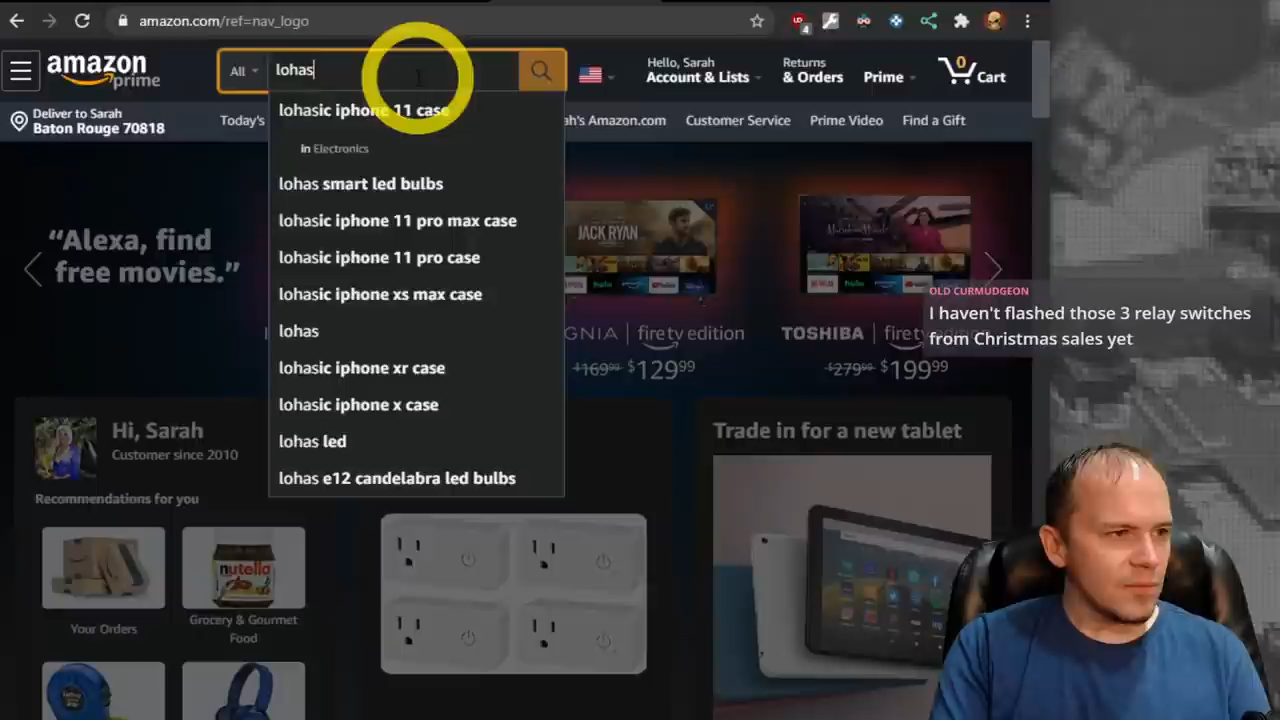 amazon.com/ref=nav_logo
4
amazon
prime
All
lohas
Hello, Sarah
Account & Lists
Returns
& Orders
Prime
0
Cart
Deliver to Sarah
Baton Rouge 70818
Today's
ah's Amazon.com
Customer Service
Prime Video
Find a Gift
lohasic iphone 11 case
in Electronics
lohas smart led bulbs
lohasic iphone 11 pro max case
lohasic iphone 11 pro case
lohasic iphone xs max case
lohas
lohasic iphone xr case
lohasic iphone x case
lohas led
lohas e12 candelabra led bulbs
“Alexa, find
free movies.”
JACK RYAN
GNIA | fire tv edition
$169.99 $129.99
TOSHIBA | fire tv edition
$279.99 $199.99
OLD CURMUDGEON
I haven't flashed those 3 relay switches
from Christmas sales yet
Hi, Sarah
Customer since 2010
Recommendations for you
nutella
Your Orders
Grocery & Gourmet
Food
Trade in for a new tablet